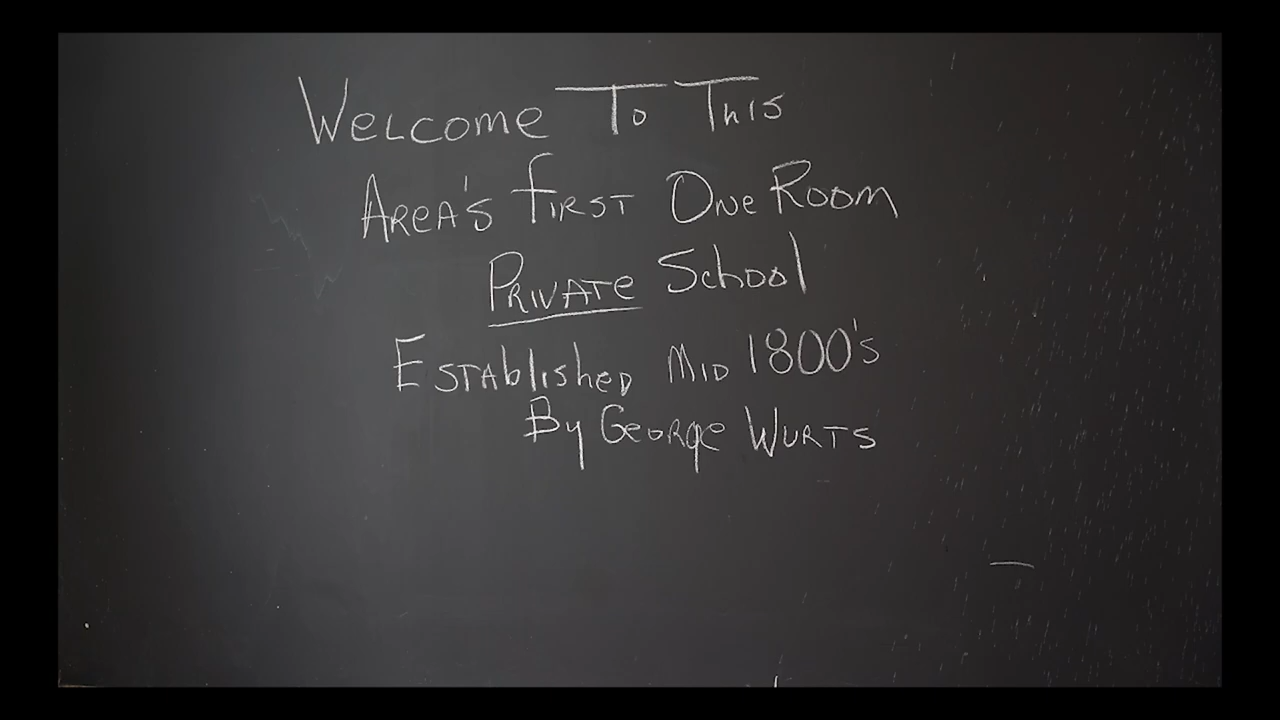 Welcome To This
Area's First One Room
Private School
Established Mid 1800's
By George Wurts